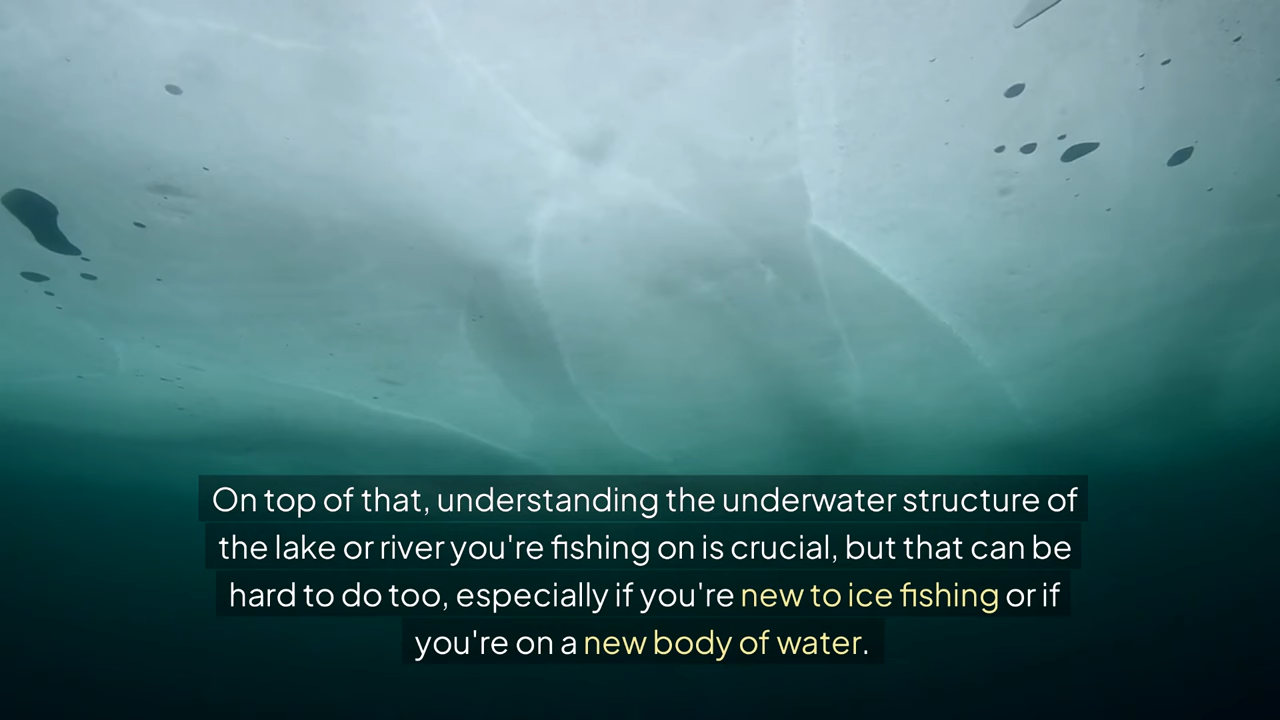 On top of that, understanding the underwater structure of
the lake or river you're fishing on is crucial, but that can be
hard to do too, especially if you're new to ice fishing or if
you're on a new body of water.